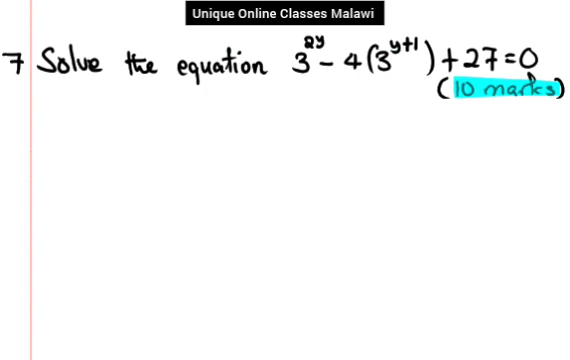 Unique Online Classes Malawi
7 Solve the equation 3^{2y} - 4(3^{y+1}) + 27 = 0
(10 marks)